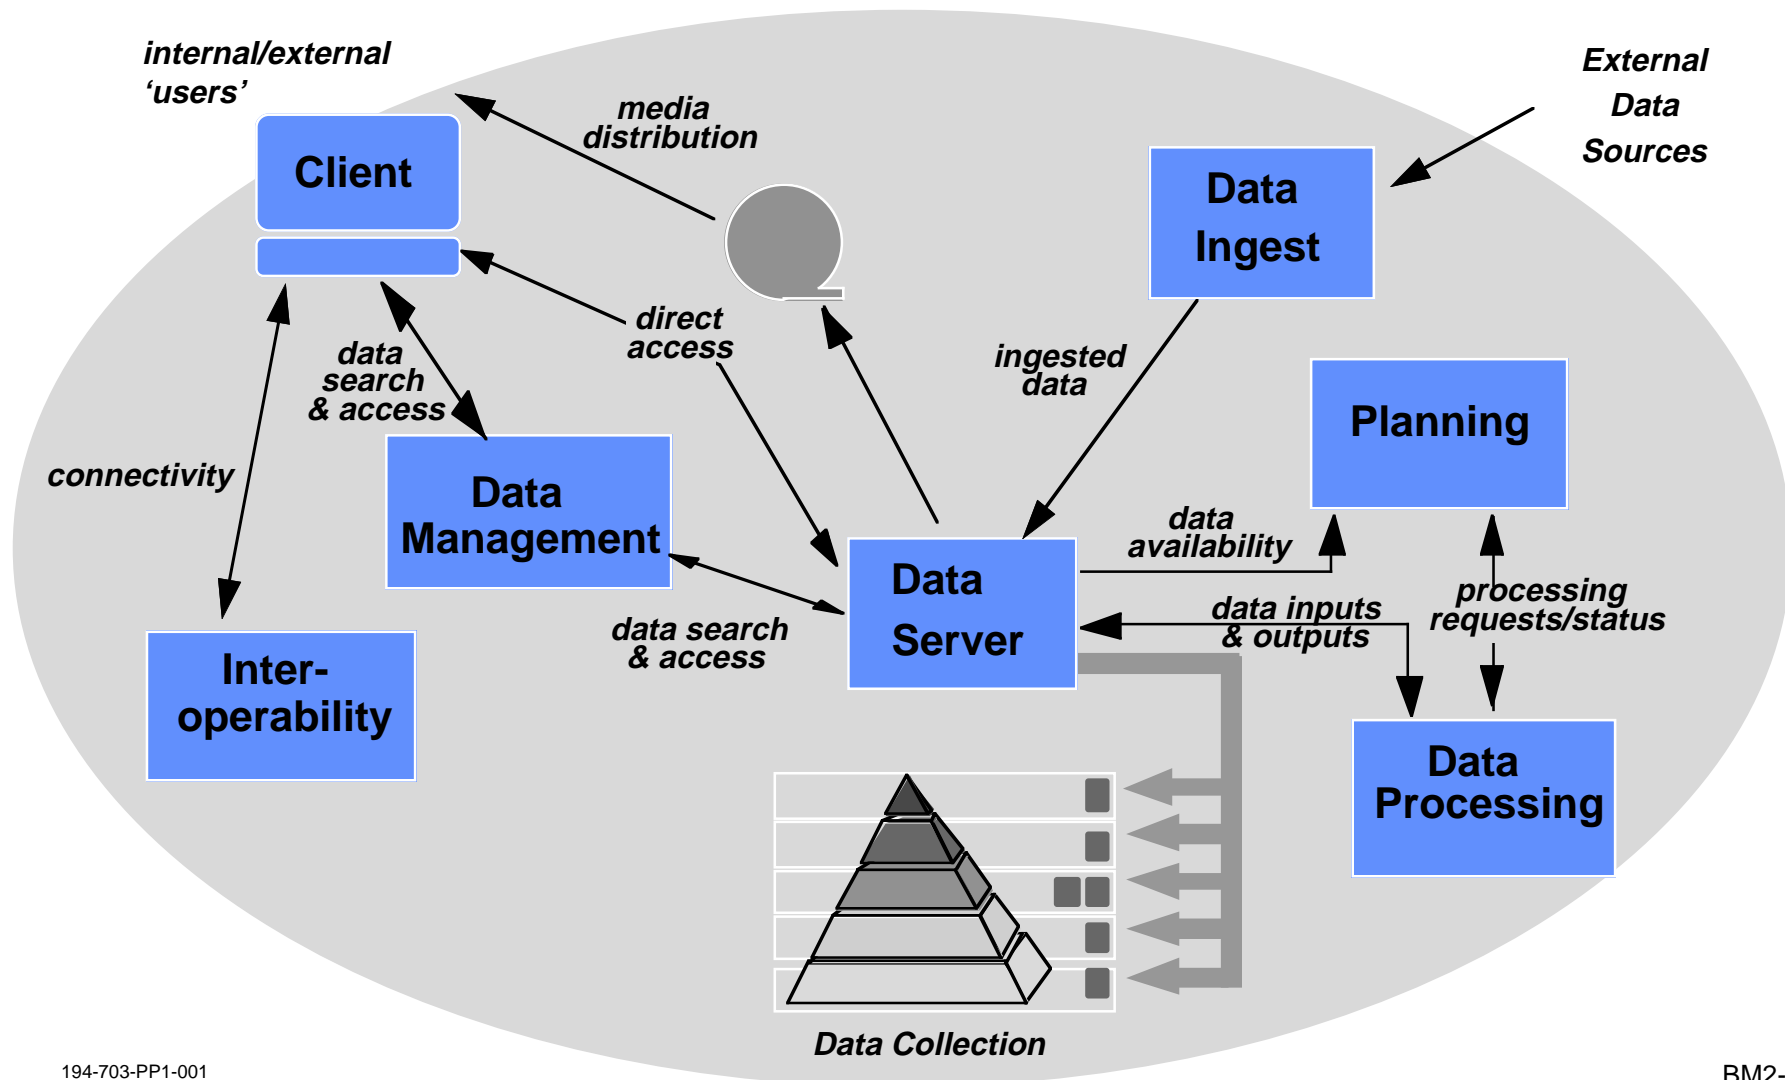 internal/external
‘users’
Client
media
distribution
External
Data
Sources
Data
Ingest
direct
access
data
search
& access
ingested
data
Planning
connectivity
Data
Management
data
availability
Data
Server
data search
& access
data inputs
& outputs
processing
requests/status
Inter-
operability
Data
Processing
Data Collection
194-703-PP1-001
BM2-